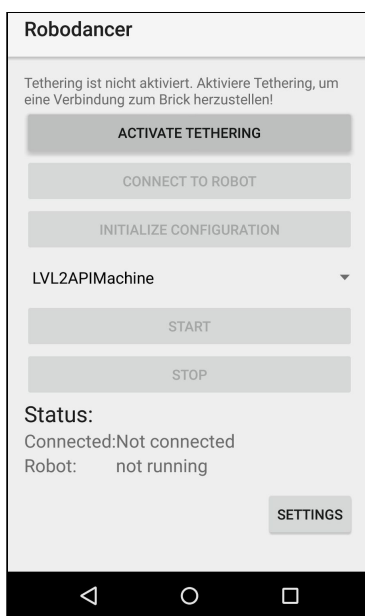 Robodancer
Tethering ist nicht aktiviert. Aktiviere Tethering, um
eine Verbindung zum Brick herzustellen!
ACTIVATE TETHERING
CONNECT TO ROBOT
INITIALIZE CONFIGURATION
LVL2APIMachine
START
STOP
Status:
Connected:Not connected
Robot: not running
SETTINGS